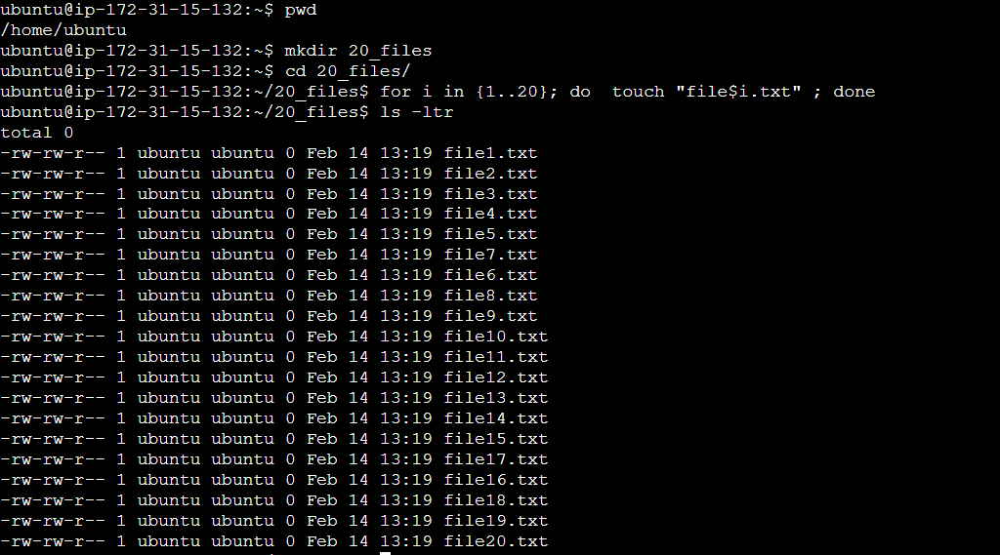 ubuntu@ip-172-31-15-132:~$ pwd
/home/ubuntu
ubuntu@ip-172-31-15-132:~$ mkdir 20_files
ubuntu@ip-172-31-15-132:~$ cd 20_files/
ubuntu@ip-172-31-15-132:~/20_files$ for i in {1..20}; do  touch "file$i.txt" ; done
ubuntu@ip-172-31-15-132:~/20_files$ ls -ltr
total 0
-rw-rw-r-- 1 ubuntu ubuntu 0 Feb 14 13:19 file1.txt
-rw-rw-r-- 1 ubuntu ubuntu 0 Feb 14 13:19 file2.txt
-rw-rw-r-- 1 ubuntu ubuntu 0 Feb 14 13:19 file3.txt
-rw-rw-r-- 1 ubuntu ubuntu 0 Feb 14 13:19 file4.txt
-rw-rw-r-- 1 ubuntu ubuntu 0 Feb 14 13:19 file5.txt
-rw-rw-r-- 1 ubuntu ubuntu 0 Feb 14 13:19 file7.txt
-rw-rw-r-- 1 ubuntu ubuntu 0 Feb 14 13:19 file6.txt
-rw-rw-r-- 1 ubuntu ubuntu 0 Feb 14 13:19 file8.txt
-rw-rw-r-- 1 ubuntu ubuntu 0 Feb 14 13:19 file9.txt
-rw-rw-r-- 1 ubuntu ubuntu 0 Feb 14 13:19 file10.txt
-rw-rw-r-- 1 ubuntu ubuntu 0 Feb 14 13:19 file11.txt
-rw-rw-r-- 1 ubuntu ubuntu 0 Feb 14 13:19 file12.txt
-rw-rw-r-- 1 ubuntu ubuntu 0 Feb 14 13:19 file13.txt
-rw-rw-r-- 1 ubuntu ubuntu 0 Feb 14 13:19 file14.txt
-rw-rw-r-- 1 ubuntu ubuntu 0 Feb 14 13:19 file15.txt
-rw-rw-r-- 1 ubuntu ubuntu 0 Feb 14 13:19 file17.txt
-rw-rw-r-- 1 ubuntu ubuntu 0 Feb 14 13:19 file16.txt
-rw-rw-r-- 1 ubuntu ubuntu 0 Feb 14 13:19 file18.txt
-rw-rw-r-- 1 ubuntu ubuntu 0 Feb 14 13:19 file19.txt
-rw-rw-r-- 1 ubuntu ubuntu 0 Feb 14 13:19 file20.txt